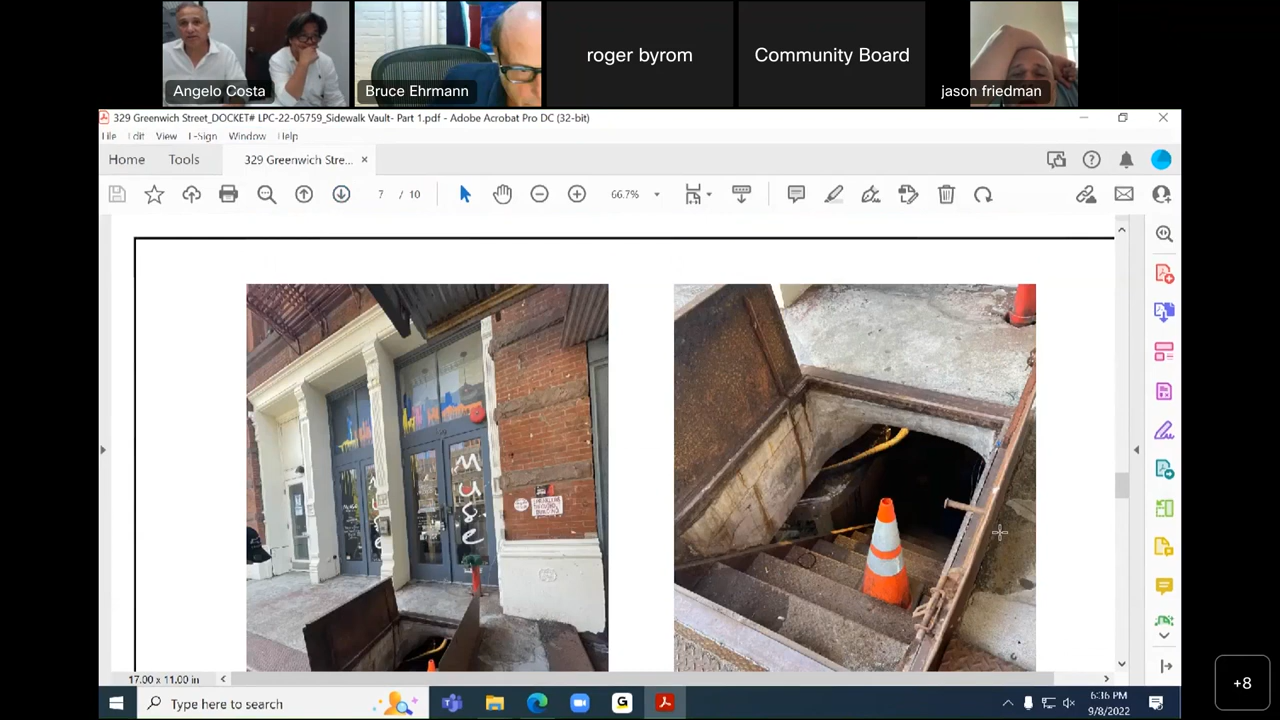 Angelo Costa
Bruce Ehrmann
roger byrom
Community Board
jason friedman
329 Greenwich Street_DOCKET# LPC-22-05759_Sidewalk Vault- Part 1.pdf - Adobe Acrobat Pro DC (32-bit)
File Edit View E-Sign Window Help
Home Tools 329 Greenwich Stre... ×
7 / 10 66.7%
Muse
17.00 x 11.00 in
Type here to search
G
6:36 PM
9/8/2022
+8